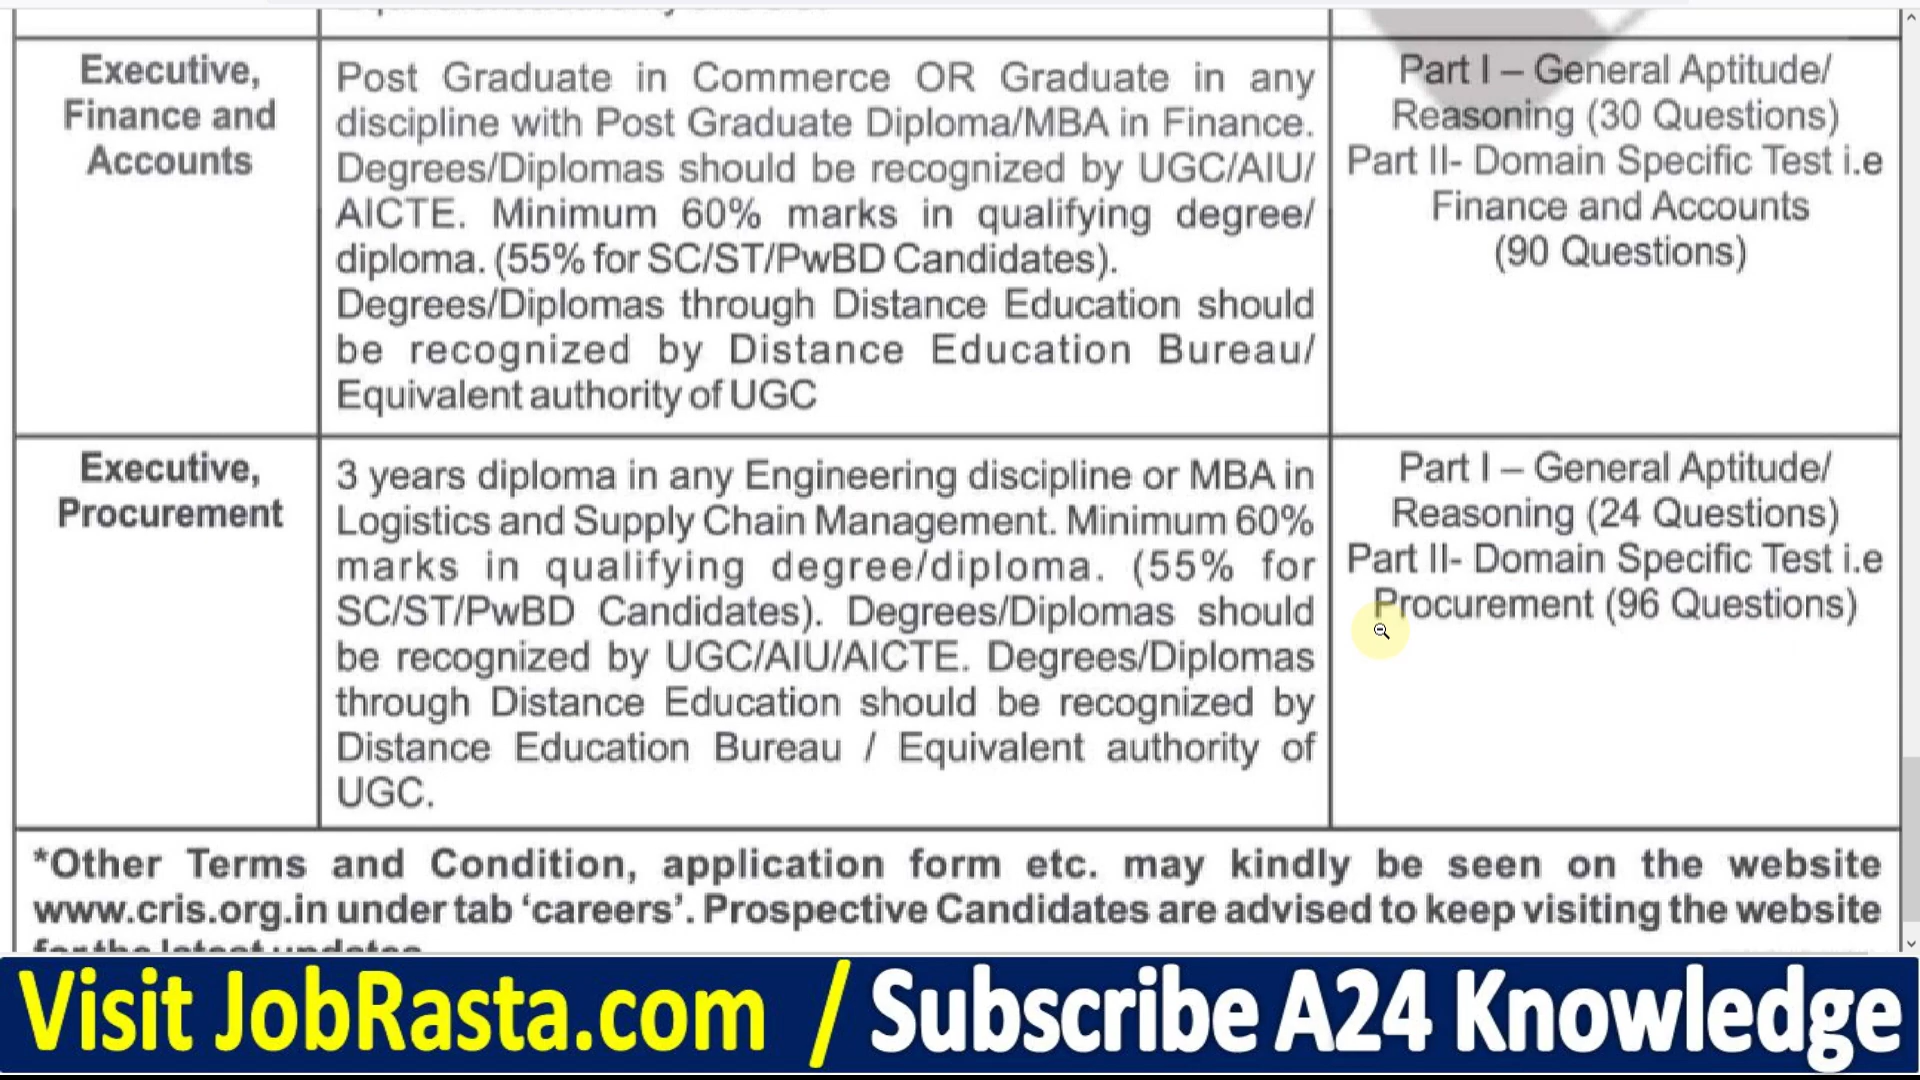 Executive,
Finance and
Accounts
Post Graduate in Commerce OR Graduate in any
discipline with Post Graduate Diploma/MBA in Finance.
Degrees/Diplomas should be recognized by UGC/AIU/
AICTE. Minimum 60% marks in qualifying degree/
diploma. (55% for SC/ST/PwBD Candidates).
Degrees/Diplomas through Distance Education should
be recognized by Distance Education Bureau/
Equivalent authority of UGC
Part I – General Aptitude/
Reasoning (30 Questions)
Part II- Domain Specific Test i.e
Finance and Accounts
(90 Questions)
Executive,
Procurement
3 years diploma in any Engineering discipline or MBA in
Logistics and Supply Chain Management. Minimum 60%
marks in qualifying degree/diploma. (55% for
SC/ST/PwBD Candidates). Degrees/Diplomas should
be recognized by UGC/AIU/AICTE. Degrees/Diplomas
through Distance Education should be recognized by
Distance Education Bureau / Equivalent authority of
UGC.
Part I – General Aptitude/
Reasoning (24 Questions)
Part II- Domain Specific Test i.e
Procurement (96 Questions)
*Other Terms and Condition, application form etc. may kindly be seen on the website
www.cris.org.in under tab ‘careers’. Prospective Candidates are advised to keep visiting the website
for the latest updates
Visit JobRasta.com / Subscribe A24 Knowledge